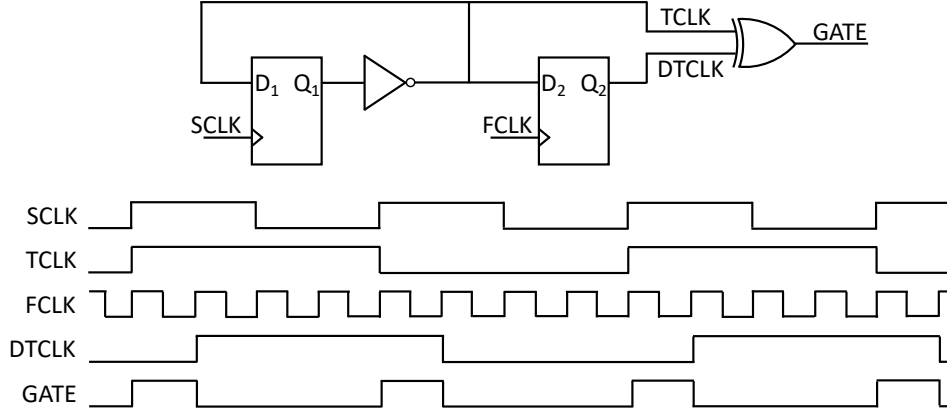 TCLK
GATE
DTCLK
D₁ Q₁
D₂ Q₂
SCLK
FCLK
SCLK
TCLK
FCLK
DTCLK
GATE